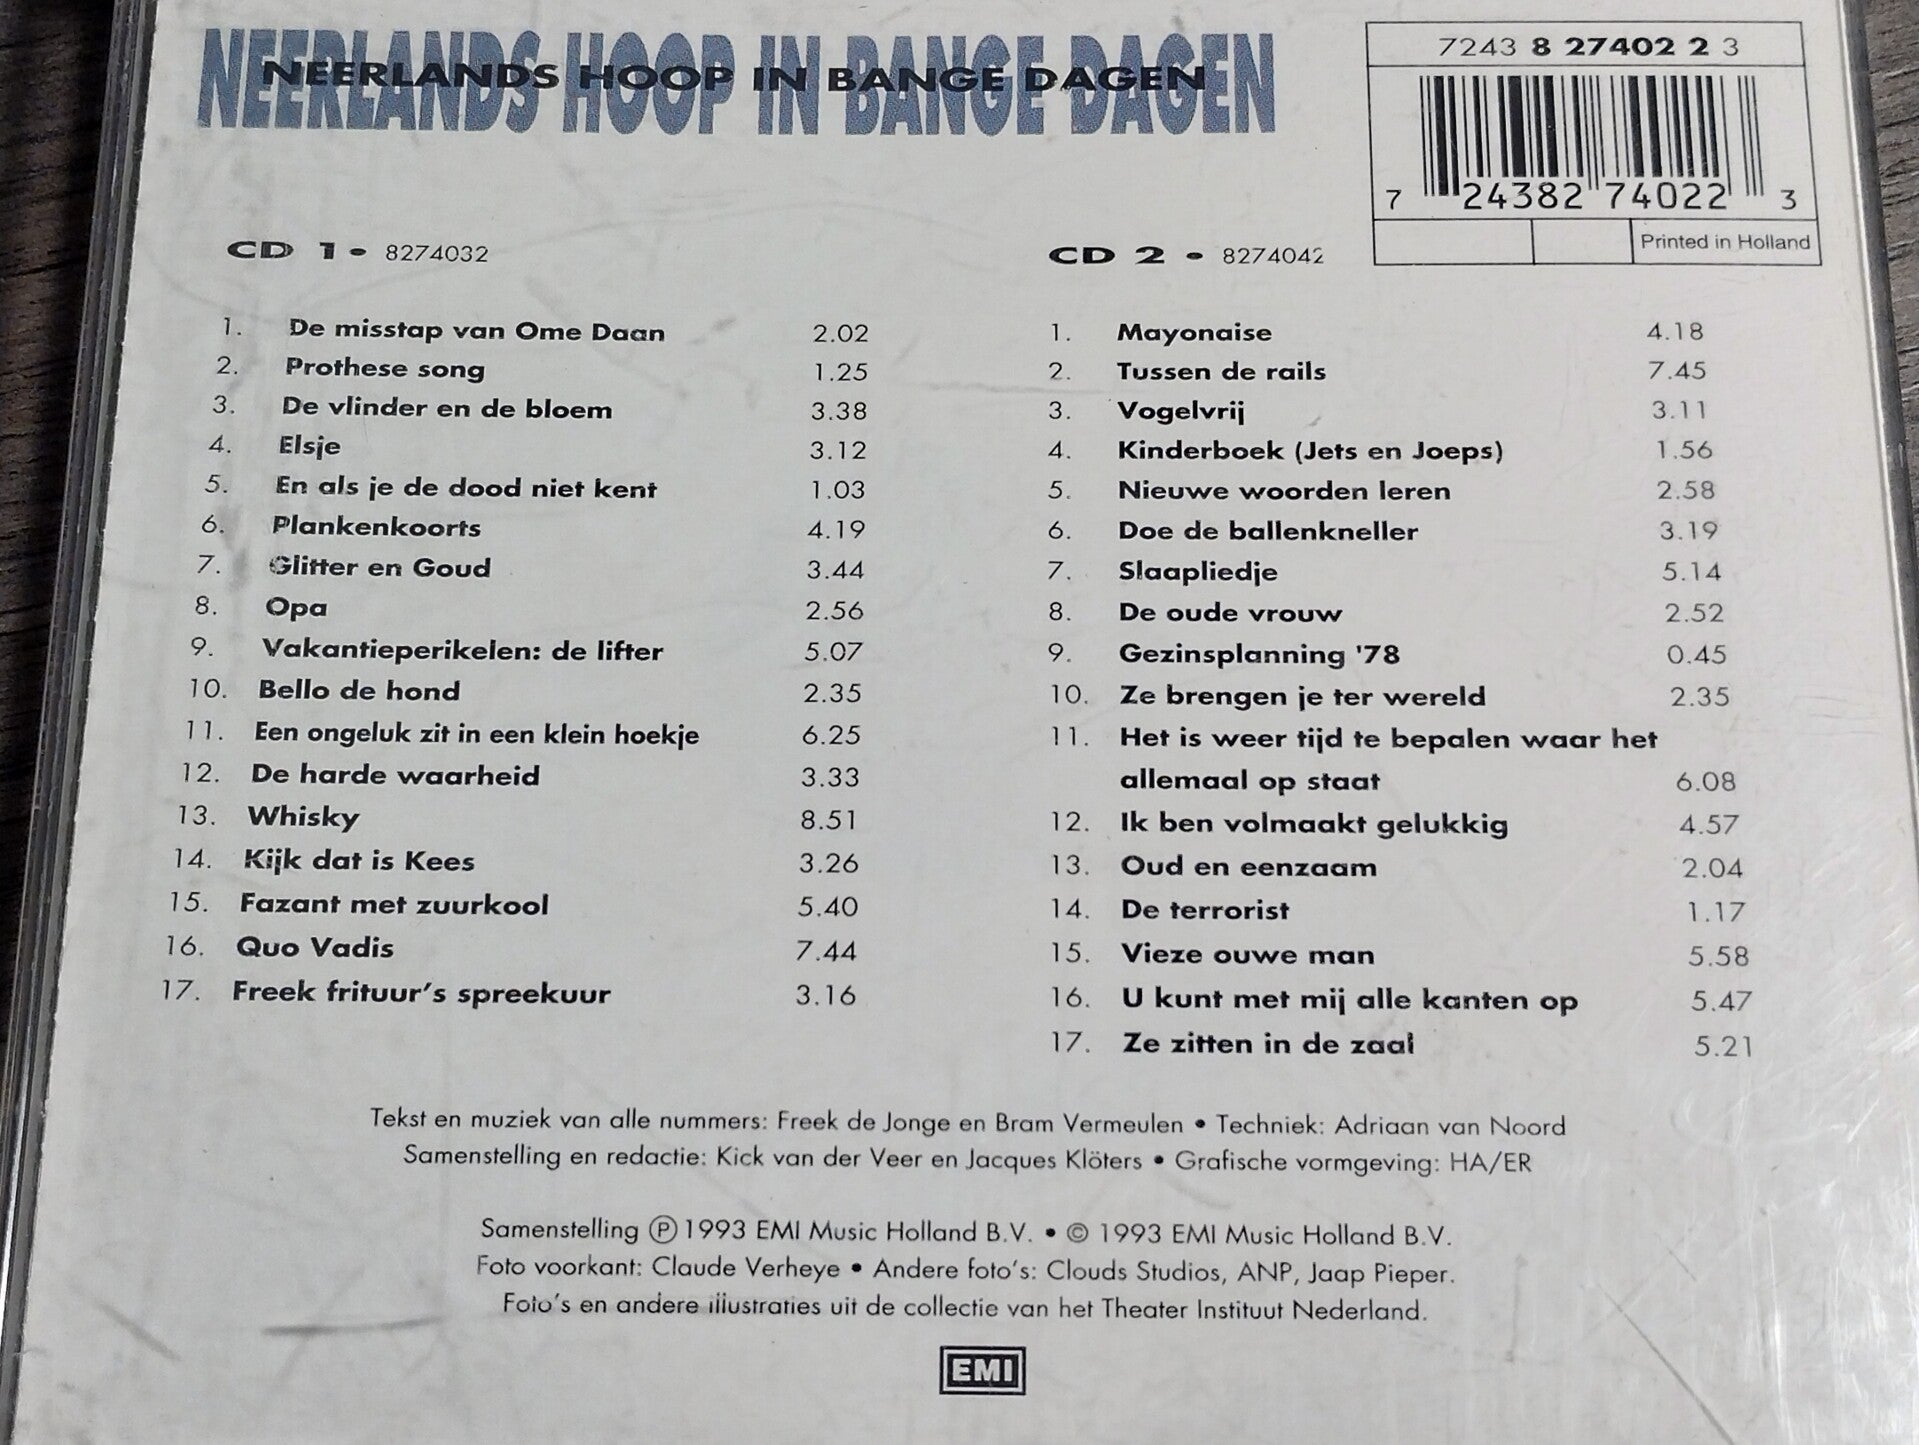 NEERLANDS HOOP IN BANGE DAGEN
NEERLANDS HOOP IN BANGE DAGEN
7243 8 27402 2 3
7 24382 74022 3
Printed in Holland
CD 1 • 8274032
1. De misstap van Ome Daan 2.02
2. Prothese song 1.25
3. De vlinder en de bloem 3.38
4. Elsje 3.12
5. En als je de dood niet kent 1.03
6. Plankenkoorts 4.19
7. Glitter en Goud 3.44
8. Opa 2.56
9. Vakantieperikelen: de lifter 5.07
10. Bello de hond 2.35
11. Een ongeluk zit in een klein hoekje 6.25
12. De harde waarheid 3.33
13. Whisky 8.51
14. Kijk dat is Kees 3.26
15. Fazant met zuurkool 5.40
16. Quo Vadis 7.44
17. Freek frituur's spreekuur 3.16
CD 2 • 8274042
1. Mayonaise 4.18
2. Tussen de rails 7.45
3. Vogelvrij 3.11
4. Kinderboek (Jets en Joeps) 1.56
5. Nieuwe woorden leren 2.58
6. Doe de ballenkneller 3.19
7. Slaapliedje 5.14
8. De oude vrouw 2.52
9. Gezinsplanning '78 0.45
10. Ze brengen je ter wereld 2.35
11. Het is weer tijd te bepalen waar het
allemaal op staat 6.08
12. Ik ben volmaakt gelukkig 4.57
13. Oud en eenzaam 2.04
14. De terrorist 1.17
15. Vieze ouwe man 5.58
16. U kunt met mij alle kanten op 5.47
17. Ze zitten in de zaal 5.21
Tekst en muziek van alle nummers: Freek de Jonge en Bram Vermeulen • Techniek: Adriaan van Noord
Samenstelling en redactie: Kick van der Veer en Jacques Klöters • Grafische vormgeving: HA/ER
Samenstelling ℗ 1993 EMI Music Holland B.V. • © 1993 EMI Music Holland B.V.
Foto voorkant: Claude Verheye • Andere foto's: Clouds Studios, ANP, Jaap Pieper.
Foto's en andere illustraties uit de collectie van het Theater Instituut Nederland.
EMI